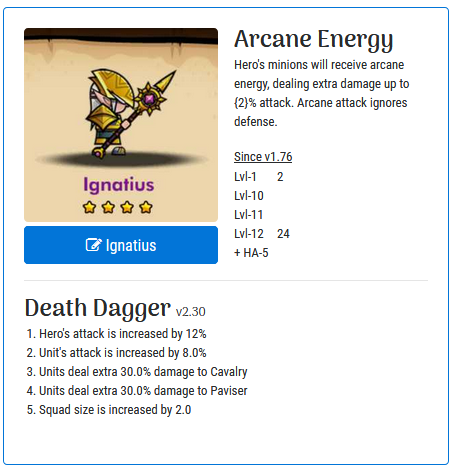 Arcane Energy
Hero's minions will receive arcane
energy, dealing extra damage up to
{2}% attack. Arcane attack ignores
defense.
Since v1.76
Lvl-1 2
Lvl-10
Lvl-11
Lvl-12 24
+ HA-5
Ignatius
Ignatius
Death Dagger v2.30
1. Hero's attack is increased by 12%
2. Unit's attack is increased by 8.0%
3. Units deal extra 30.0% damage to Cavalry
4. Units deal extra 30.0% damage to Paviser
5. Squad size is increased by 2.0